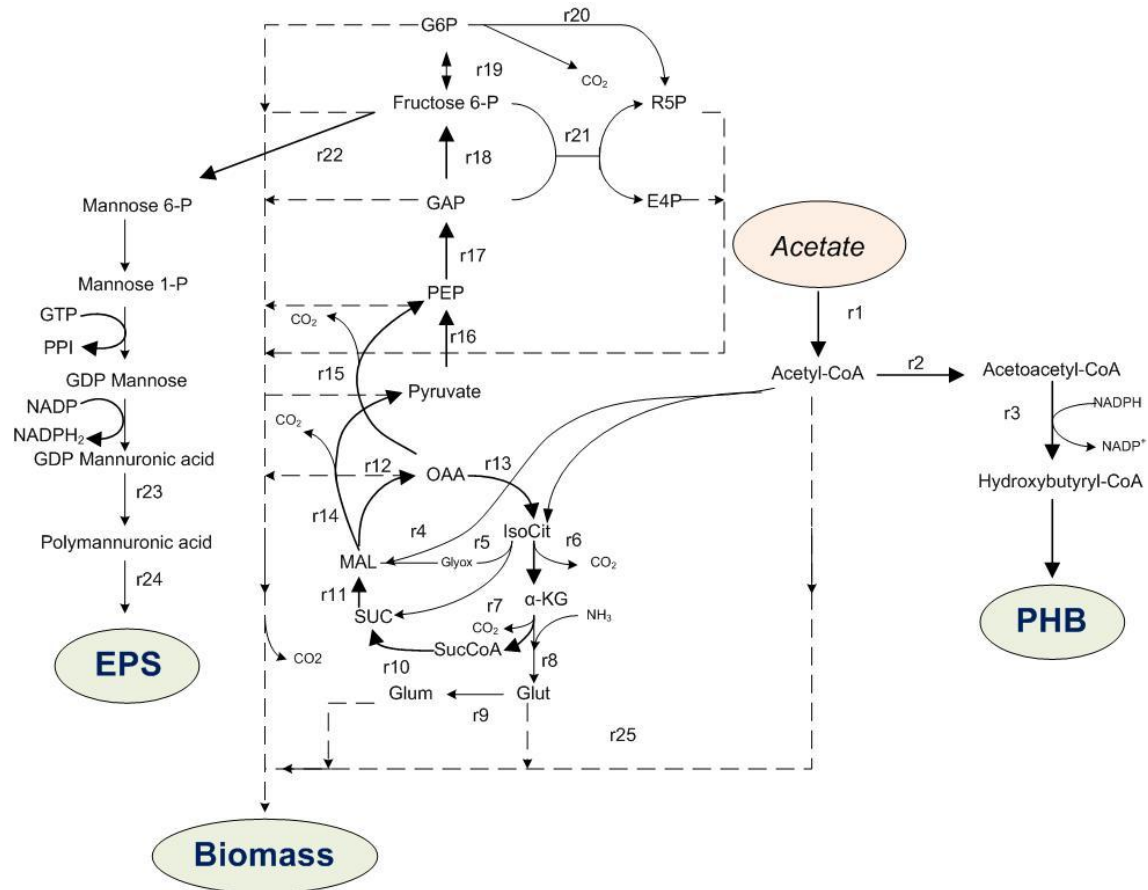 G6P
r20
CO2
r19
Fructose 6-P
R5P
r21
r22
r18
Mannose 6-P
GAP
E4P
Acetate
r17
Mannose 1-P
PEP
GTP
CO2
r1
PPI
r16
r15
r2
Acetyl-CoA
Acetoacetyl-CoA
GDP Mannose
Pyruvate
NADPH
NADP
r3
CO2
NADPH2
NADP+
GDP Mannuronic acid
r12
OAA
r13
Hydroxybutyryl-CoA
r23
r14
r4
IsoCit
r5
r6
Polymannuronic acid
MAL
Glyox
CO2
r24
r11
α-KG
r7
SUC
CO2
NH3
PHB
EPS
CO2
SucCoA
r8
r10
Glum
Glut
r9
r25
Biomass